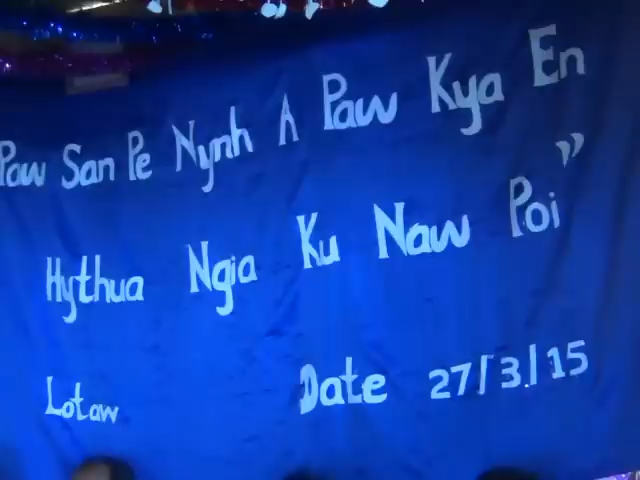 Paw San Pe Nynh A Paw Kya En
Hythua Ngia Ku Naw Poi"
Lotaw Date 27/3/15